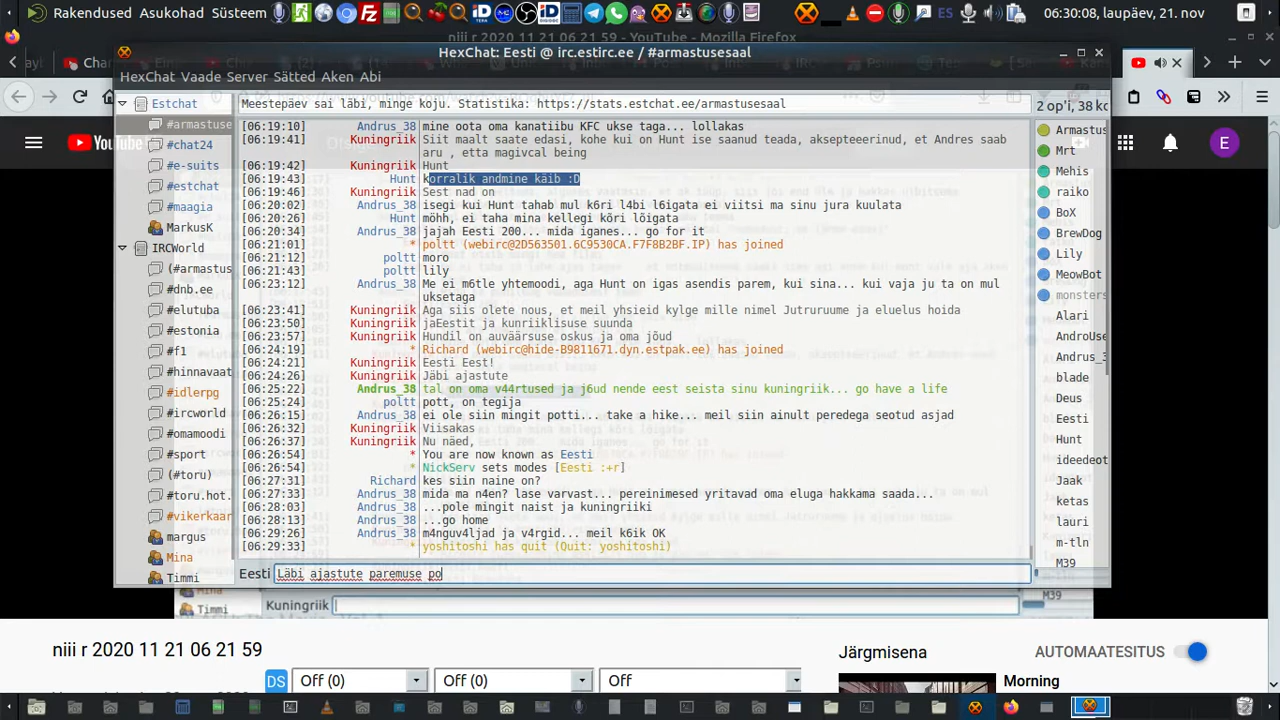 Rakendused Asukohad Süsteem
ES
06:30:08, laupäev, 21. nov
niii r 2020 11 21 06 21 59 - YouTube - Mozilla Firefox
HexChat: Eesti @ irc.estirc.ee / #armastusesaal
HexChat Vaade Server Sätted Aken Abi
Estchat
Meestepäev sai läbi, minge koju. Statistika: https://stats.estchat.ee/armastusesaal
2 op'i, 38 ko
#armastuse
#chat24
#e-suits
#estchat
#maagia
MarkusK
IRCWorld
(#armastus
#dnb.ee
#elutuba
#estonia
#f1
#hinnavaat
#idlerpg
#ircworld
#omamoodi
#sport
(#toru)
#toru.hot.
#vikerkaar
margus
Mina
Timmi
[06:19:10] Andrus_38 mine oota oma kanatiibu KFC ukse taga... lollakas
[06:19:41] Kuningriik Siit maalt saate edasi, kohe kui on Hunt ise saanud teada, aksepteeerinud, et Andres saab
aru , etta magivcal being
[06:19:42] Kuningriik Hunt
[06:19:43] Hunt korralik andmine käib :D
[06:19:46] Kuningriik Sest nad on
[06:20:02] Andrus_38 isegi kui Hunt tahab mul k6ri l4bi l6igata ei viitsi ma sinu jura kuulata
[06:20:26] Hunt möhh, ei taha mina kellegi kõri lõigata
[06:20:34] Andrus_38 jajah Eesti 200... mida iganes... go for it
[06:21:01] * poltt (webirc@2D563501.6C9530CA.F7F8B2BF.IP) has joined
[06:21:12] poltt moro
[06:21:43] poltt lily
[06:23:12] Andrus_38 Me ei m6tle yhtemoodi, aga Hunt on igas asendis parem, kui sina... kui vaja ju ta on mul
uksetaga
[06:23:41] Kuningriik Aga siis olete nous, et meil yhsieid kylge mille nimel Jutruruume ja eluelus hoida
[06:23:50] Kuningriik jaEestit ja kunriiklisuse suunda
[06:23:57] Kuningriik Hundil on auväärsuse oskus ja oma jõud
[06:24:19] * Richard (webirc@hide-B9811671.dyn.estpak.ee) has joined
[06:24:21] Kuningriik Eesti Eest!
[06:24:26] Kuningriik Jäbi ajastute
[06:25:22] Andrus_38 tal on oma v44rtused ja j6ud nende eest seista sinu kuningriik... go have a life
[06:25:24] poltt pott, on tegija
[06:26:15] Andrus_38 ei ole siin mingit potti... take a hike... meil siin ainult peredega seotud asjad
[06:26:32] Kuningriik Viisakas
[06:26:37] Kuningriik Nu näed,
[06:26:54] * You are now known as Eesti
[06:26:54] * NickServ sets modes [Eesti :+r]
[06:27:31] Richard kes siin naine on?
[06:27:33] Andrus_38 mida ma n4en? lase varvast... pereinimesed yritavad oma eluga hakkama saada...
[06:28:03] Andrus_38 ...pole mingit naist ja kuningriiki
[06:28:13] Andrus_38 ...go home
[06:29:26] Andrus_38 m4nguv4ljad ja v4rgid... meil k6ik OK
[06:29:33] * yoshitoshi has quit (Quit: yoshitoshi)
Eesti Läbi ajastute paremuse po
Armastus
Mrt
Mehis
raiko
BoX
BrewDog
Lily
MeowBot
monsters
Alari
AndroUse
Andrus_3
blade
Deus
Eesti
Hunt
ideedeot
Jaak
ketas
lauri
m-tln
M39
Mina
Timmi
Kuningriik
M39
YouTube
E
niii r 2020 11 21 06 21 59
Järgmisena
AUTOMAATESITUS
DS
Off (0)
Off (0)
Off
Morning